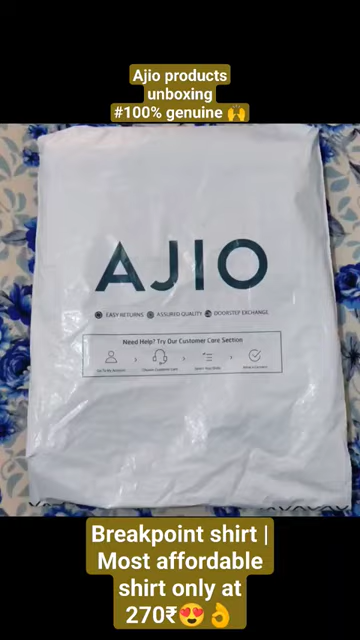 Ajio products
unboxing
#100% genuine 🙌
AJIO
EASY RETURNS ASSURED QUALITY DOORSTEP EXCHANGE
Need Help? Try Our Customer Care Section
Breakpoint shirt |
Most affordable
shirt only at
270₹😍👌